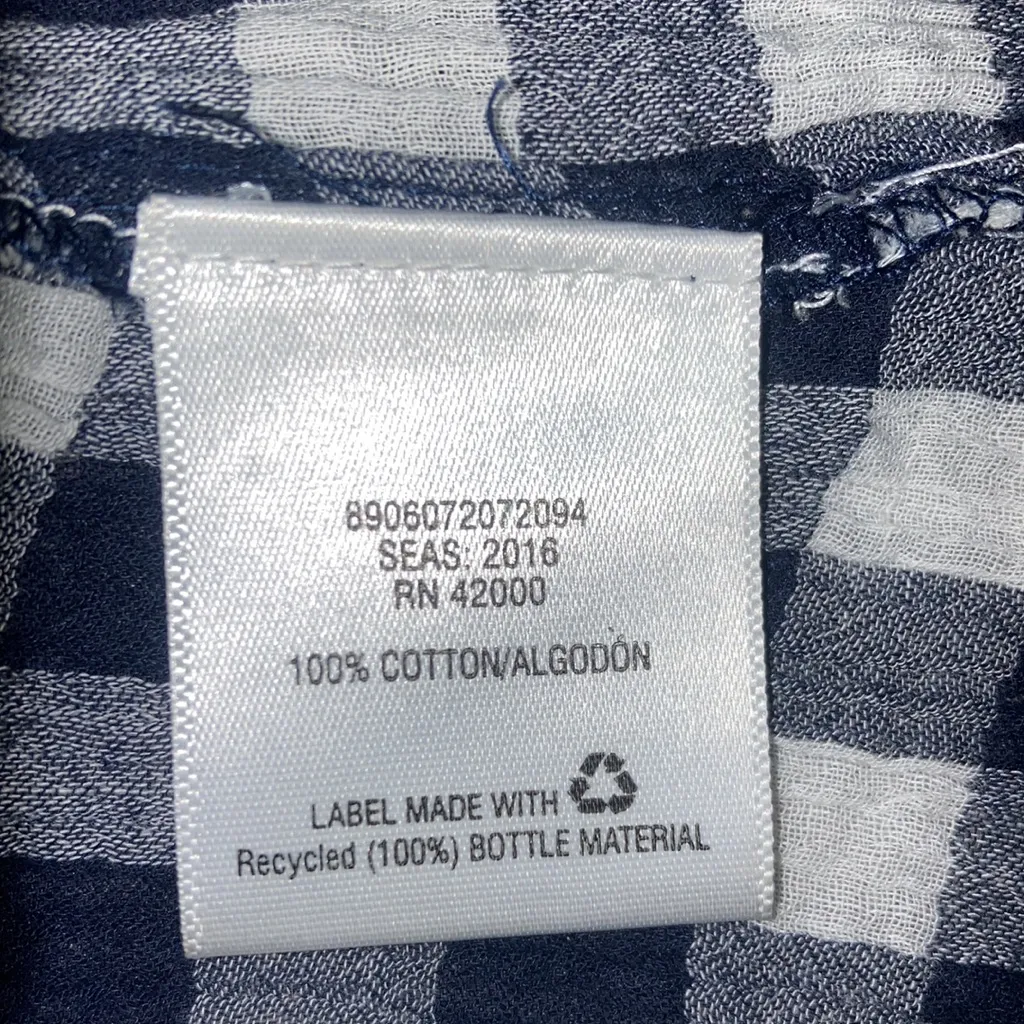 8906072072094
SEAS: 2016
RN 42000
100% COTTON/ALGODÓN
LABEL MADE WITH
Recycled (100%) BOTTLE MATERIAL